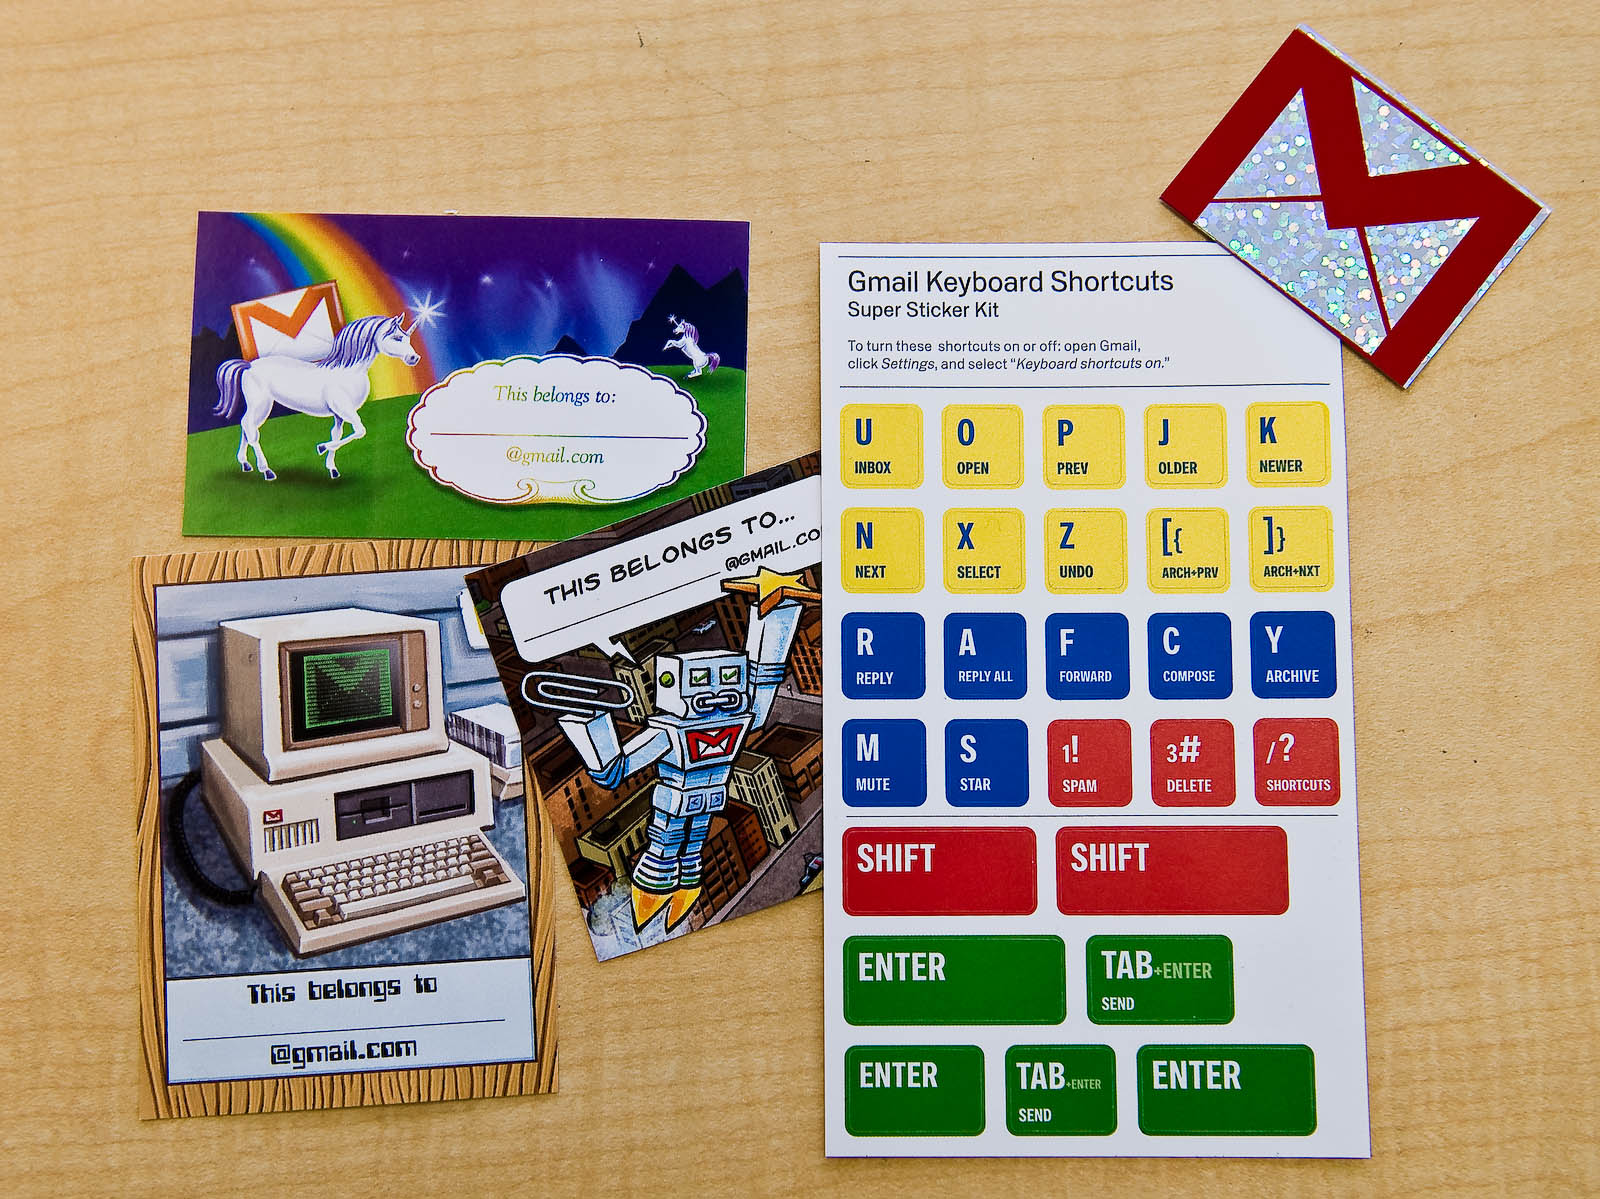 This belongs to:
@gmail.com
THIS BELONGS TO...
@GMAIL.CO
This belongs to
@gmail.com
Gmail Keyboard Shortcuts
Super Sticker Kit
To turn these shortcuts on or off: open Gmail,
click Settings, and select “Keyboard shortcuts on.”
U O P J K
INBOX OPEN PREV OLDER NEWER
N X Z [{ ]}
NEXT SELECT UNDO ARCH+PRV ARCH+NXT
R A F C Y
REPLY REPLY ALL FORWARD COMPOSE ARCHIVE
M S 1! 3# /?
MUTE STAR SPAM DELETE SHORTCUTS
SHIFT SHIFT
ENTER TAB+ENTER
SEND
ENTER TAB+ENTER ENTER
SEND